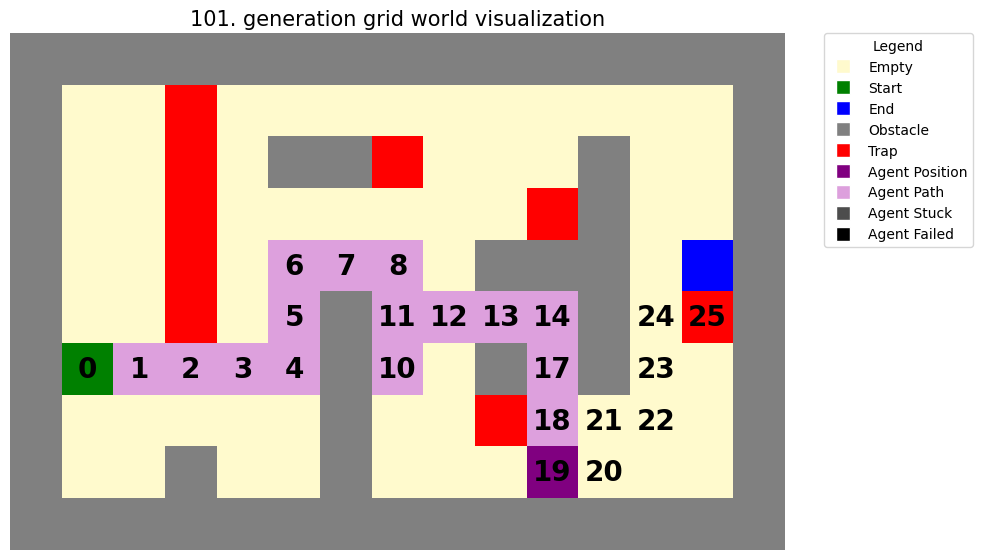 101. generation grid world visualization
Legend
Empty
Start
End
Obstacle
Trap
Agent Position
Agent Path
Agent Stuck
Agent Failed
6 7 8
5 11 12 13 14 24 25
0 1 2 3 4 10 17 23
18 21 22
19 20